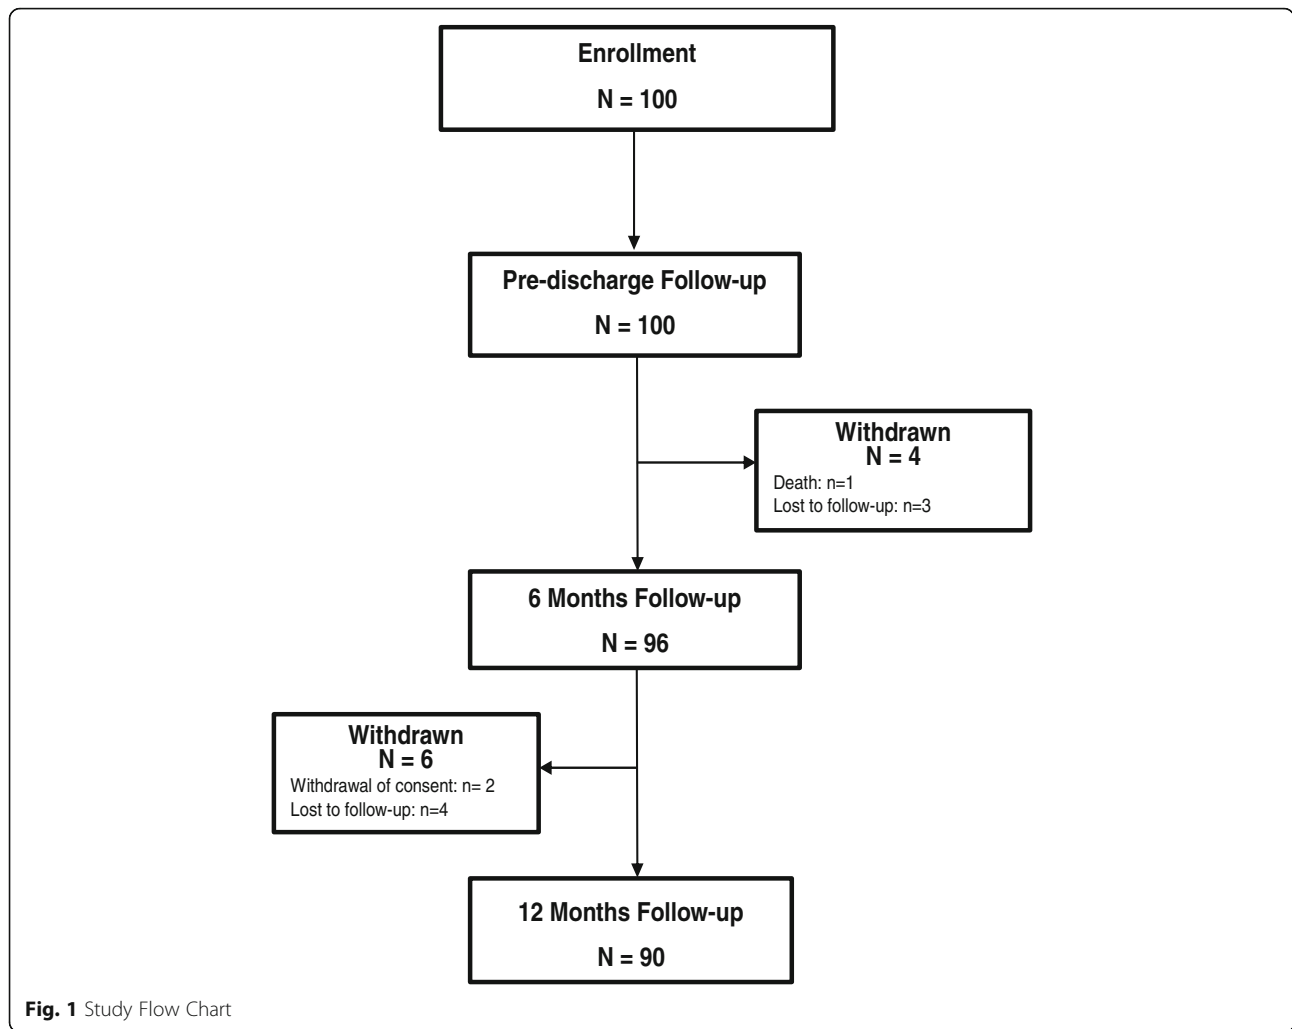 Enrollment
N = 100
Pre-discharge Follow-up
N = 100
Withdrawn
N = 4
Death: n=1
Lost to follow-up: n=3
6 Months Follow-up
N = 96
Withdrawn
N = 6
Withdrawal of consent: n= 2
Lost to follow-up: n=4
12 Months Follow-up
N = 90
Fig. 1 Study Flow Chart